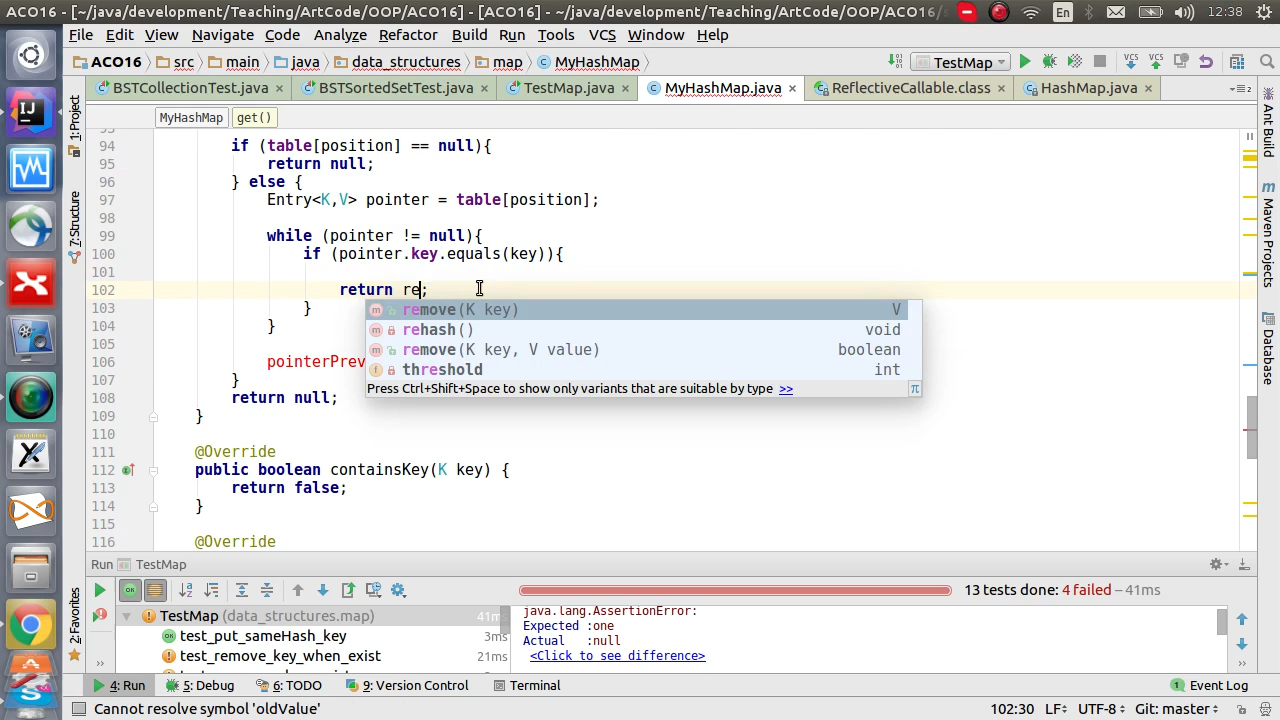 ACO16 - [~/java/development/Teaching/ArtCode/OOP/ACO16] - [ACO16] - ~/java/development/Teaching/ArtCode/OOP/ACO16/s En 12:38
File Edit View Navigate Code Analyze Refactor Build Run Tools VCS Window Help
ACO16 src main java data_structures map MyHashMap TestMap VCS VCS
BSTCollectionTest.java BSTSortedSetTest.java TestMap.java MyHashMap.java ReflectiveCallable.class HashMap.java
MyHashMap get()
1: Project
7: Structure
2: Favorites
Ant Build
Maven Projects
Database
94 if (table[position] == null){
95 return null;
96 } else {
97 Entry<K,V> pointer = table[position];
98
99 while (pointer != null){
100 if (pointer.key.equals(key)){
101
102 return re;
103 }
104 }
105
106 pointerPrev
107 }
108 return null;
109 }
110
111 @Override
112 public boolean containsKey(K key) {
113 return false;
114 }
115
116 @Override
remove(K key) V
rehash() void
remove(K key, V value) boolean
threshold int
Press Ctrl+Shift+Space to show only variants that are suitable by type >>
Run TestMap
13 tests done: 4 failed – 41ms
TestMap (data_structures.map) 41m
test_put_sameHash_key 3ms
test_remove_key_when_exist 21ms
java.lang.AssertionError:
Expected :one
Actual :null
<Click to see difference>
4: Run 5: Debug 6: TODO 9: Version Control Terminal 1 Event Log
Cannot resolve symbol 'oldValue' 102:30 LF UTF-8 Git: master